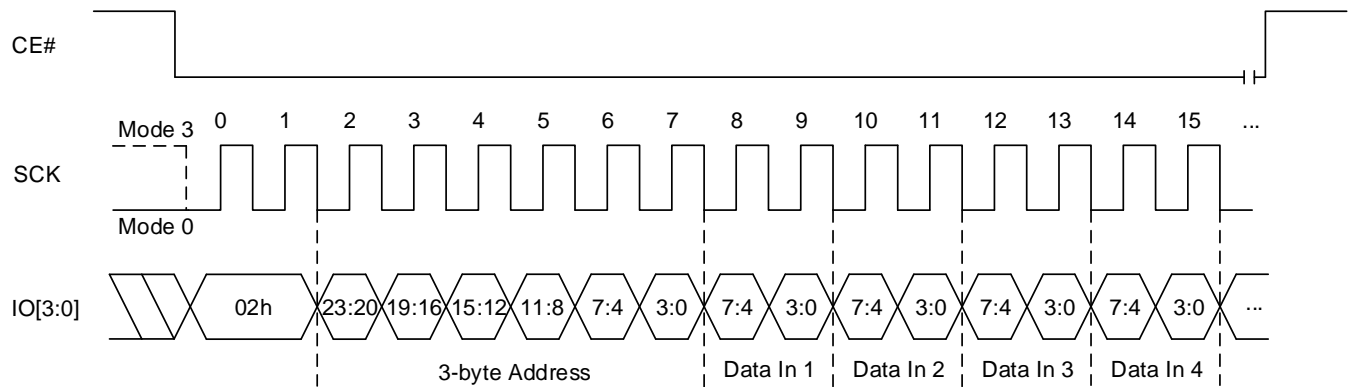 CE#
Mode 3 0 1 2 3 4 5 6 7 8 9 10 11 12 13 14 15 ...
SCK
Mode 0
IO[3:0] 02h 23:20 19:16 15:12 11:8 7:4 3:0 7:4 3:0 7:4 3:0 7:4 3:0 7:4 3:0 ...
3-byte Address Data In 1 Data In 2 Data In 3 Data In 4